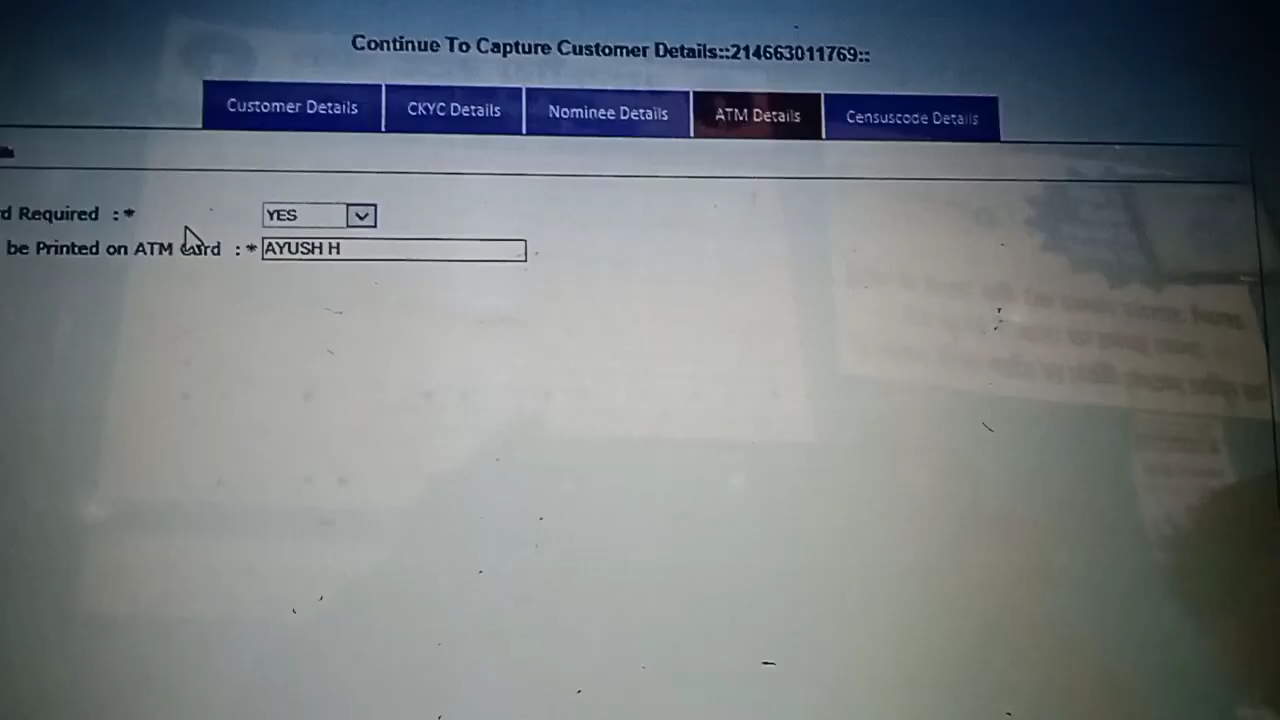 Continue To Capture Customer Details::214663011769::
Customer Details
CKYC Details
Nominee Details
ATM Details
Censuscode Details
d Required :*
YES
be Printed on ATM Card :*
AYUSH H